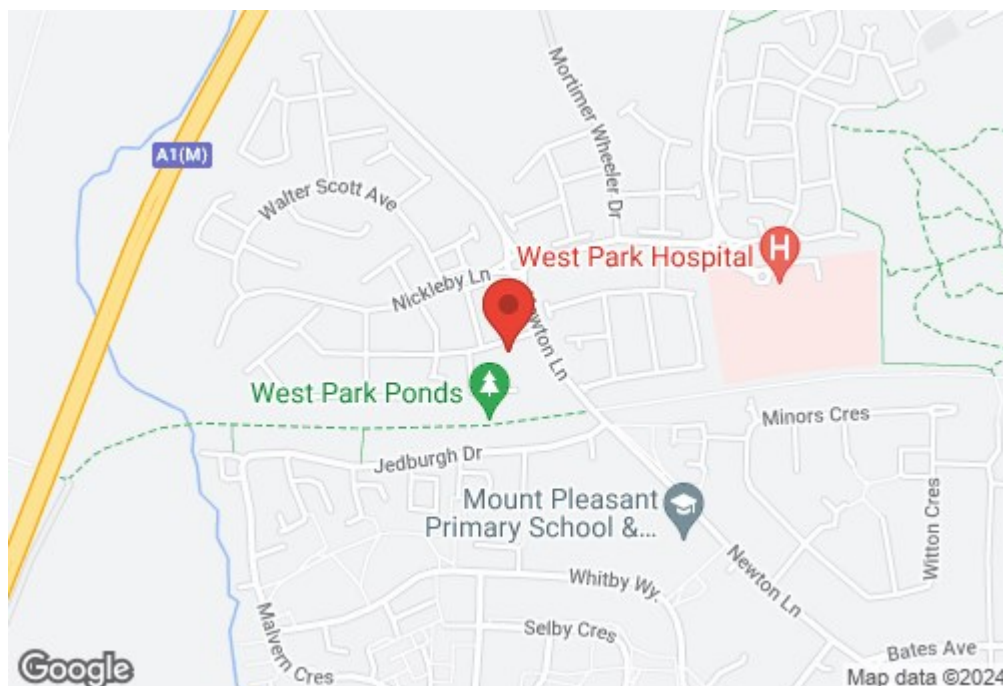 Mortimer Wheeler Dr
A1(M)
Walter Scott Ave
West Park Hospital
H
Nickleby Ln
Newton Ln
West Park Ponds
Minors Cres
Jedburgh Dr
Mount Pleasant
Primary School &...
Witton Cres
Newton Ln
Whitby Wy.
Malvern Cres
Selby Cres
Bates Ave
Google
Map data ©2024